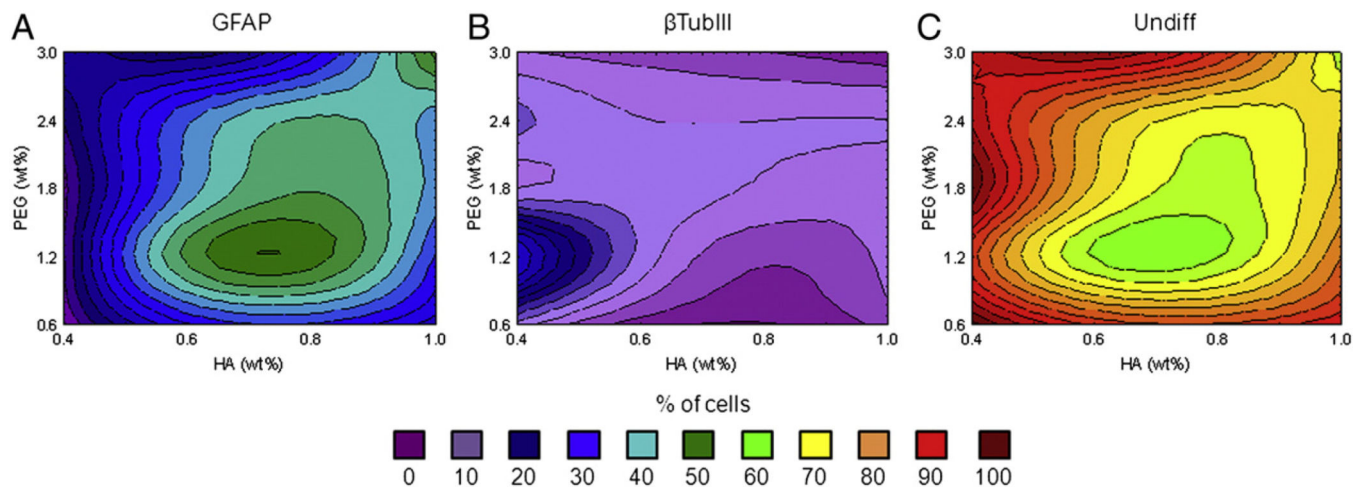 A GFAP B βTubIII C Undiff
3.0 3.0 3.0
2.4 2.4 2.4
PEG (wt%) PEG (wt%) PEG (wt%)
1.8 1.8 1.8
1.2 1.2 1.2
0.6 0.6 0.6
0.4 0.6 0.8 1.0 0.4 0.6 0.8 1.0 0.4 0.6 0.8 1.0
HA (wt%) HA (wt%) HA (wt%)
% of cells
0 10 20 30 40 50 60 70 80 90 100